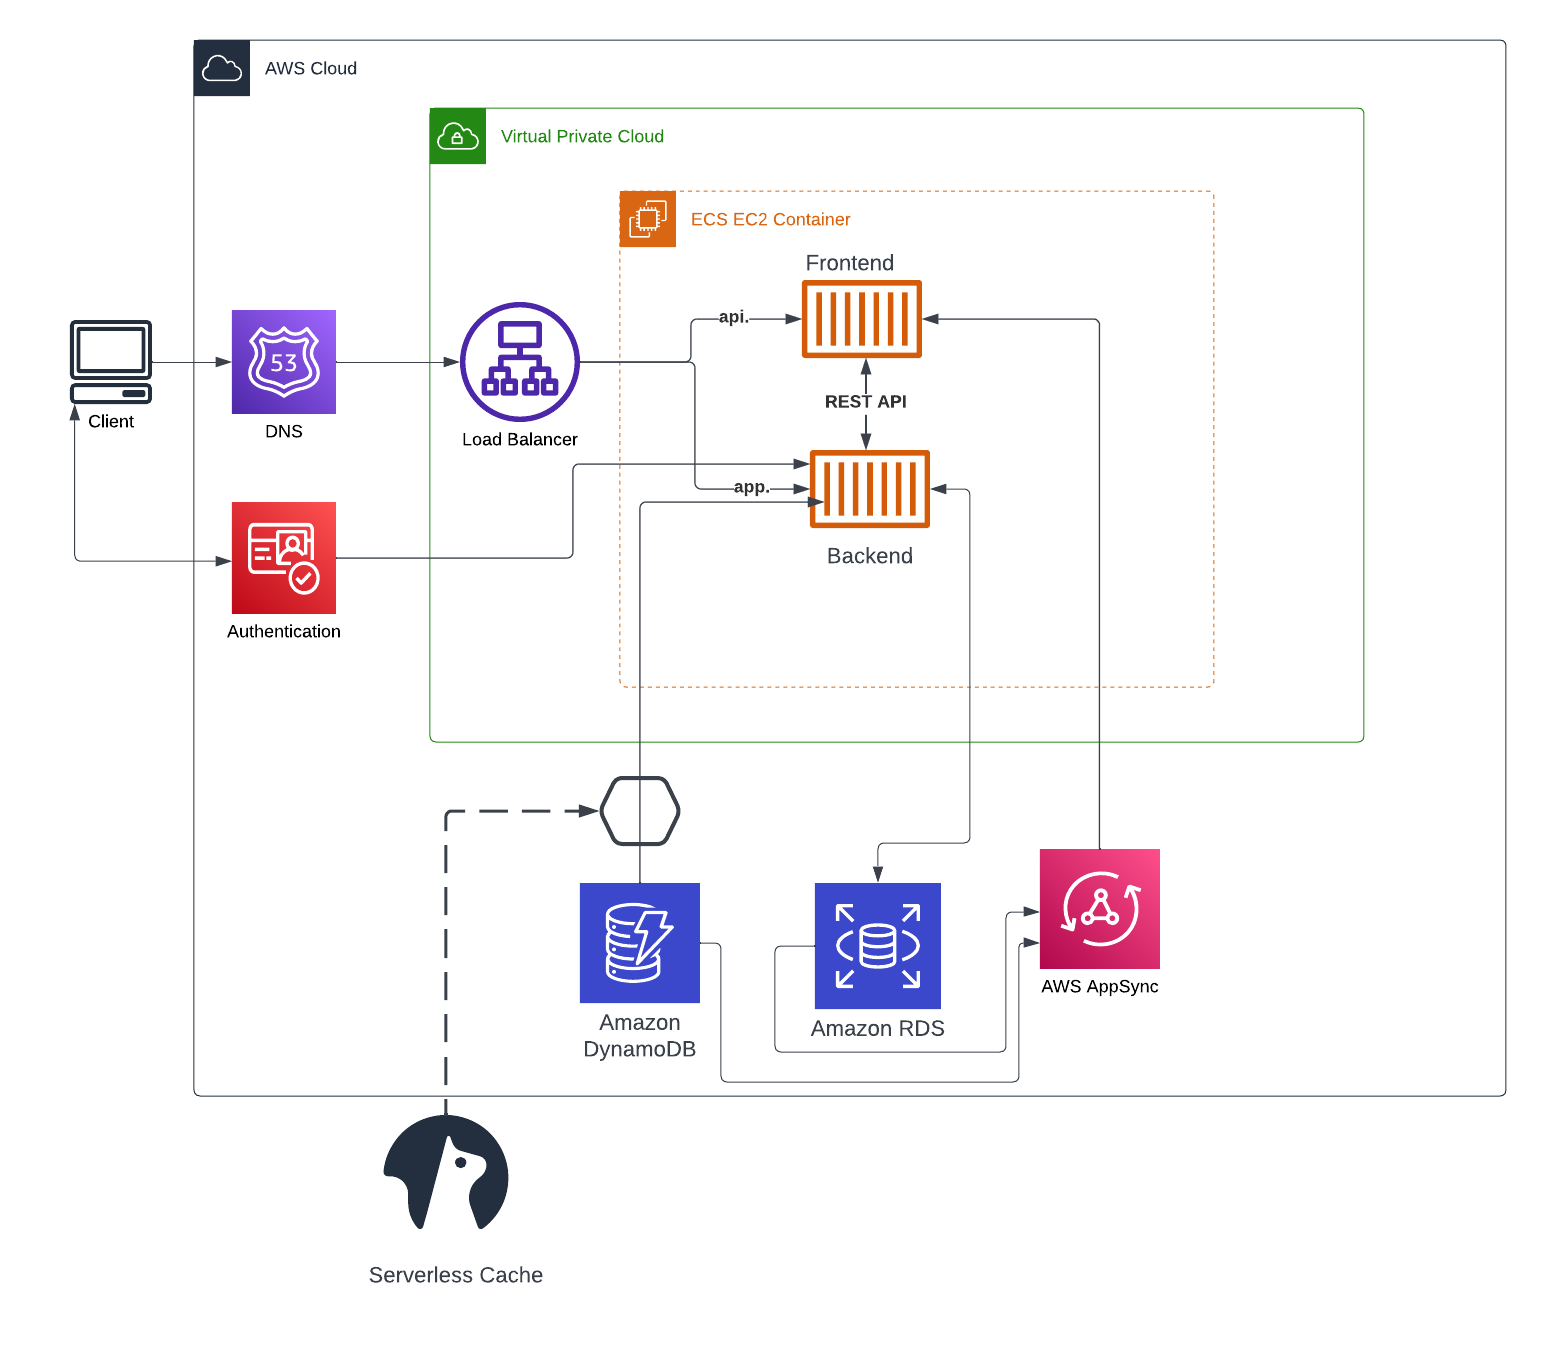 AWS Cloud
Virtual Private Cloud
ECS EC2 Container
Frontend
api.
53
Client
DNS
Load Balancer
REST API
app.
Backend
Authentication
Amazon
DynamoDB
Amazon RDS
AWS AppSync
Serverless Cache